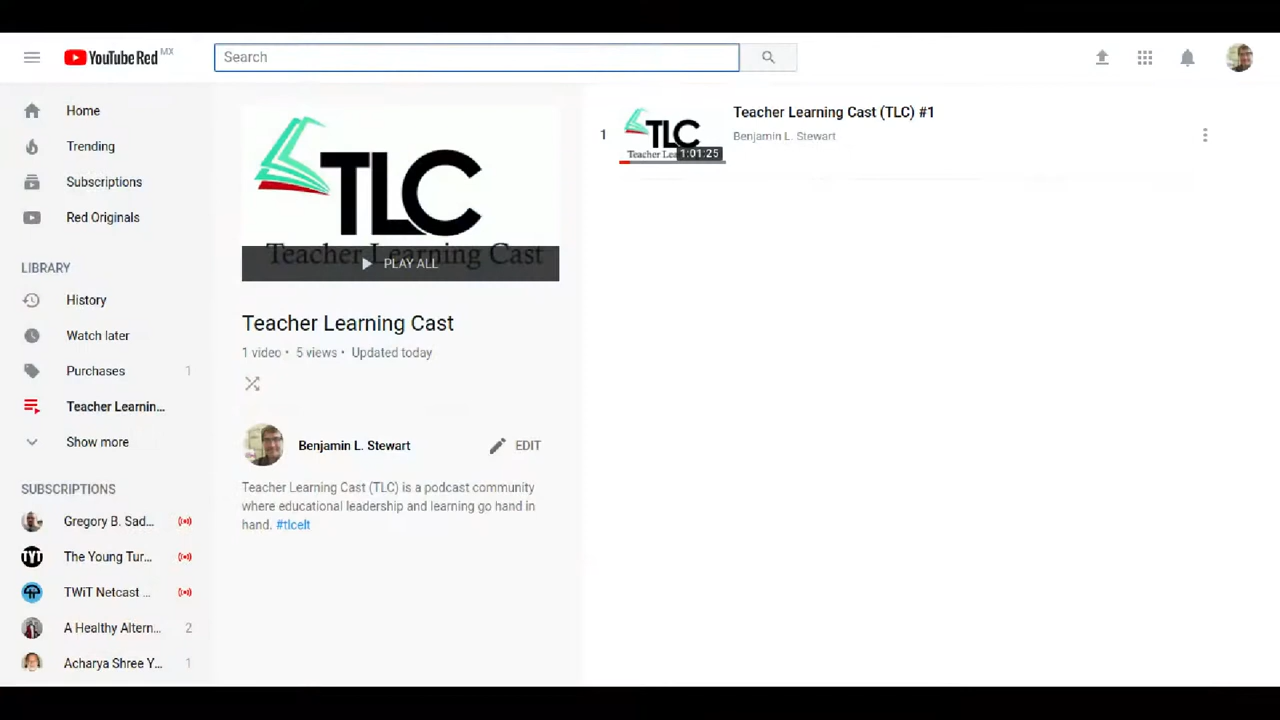 YouTube Red MX
Search
Home
Trending
Subscriptions
Red Originals
LIBRARY
History
Watch later
Purchases 1
Teacher Learnin...
Show more
SUBSCRIPTIONS
Gregory B. Sad...
The Young Tur...
TWiT Netcast ...
A Healthy Altern... 2
Acharya Shree Y... 1
TLC
Teacher Learning Cast
PLAY ALL
Teacher Learning Cast
1 video • 5 views • Updated today
Benjamin L. Stewart
EDIT
Teacher Learning Cast (TLC) is a podcast community
where educational leadership and learning go hand in
hand. #tlcelt
1
TLC
Teacher Lea
1:01:25
Teacher Learning Cast (TLC) #1
Benjamin L. Stewart